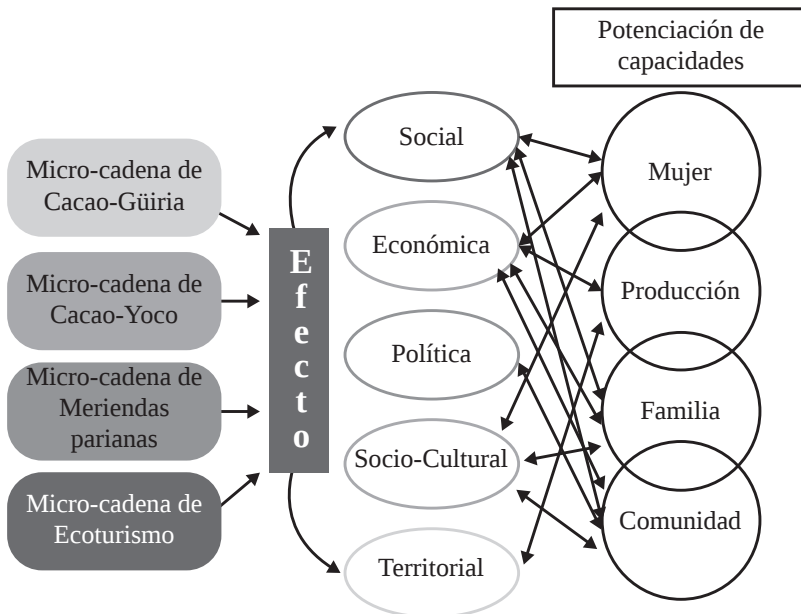 Potenciación de
capacidades
Micro-cadena de
Cacao-Güiria
Micro-cadena de
Cacao-Yoco
Micro-cadena de
Meriendas
parianas
Micro-cadena de
Ecoturismo
Efecto
Social
Económica
Política
Socio-Cultural
Territorial
Mujer
Producción
Familia
Comunidad